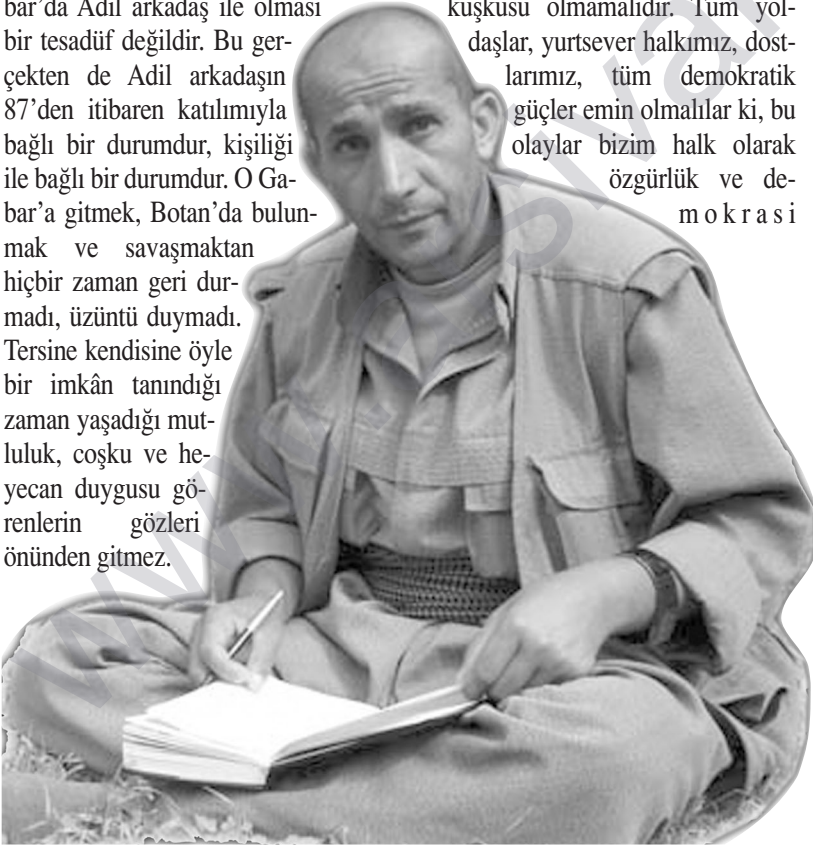 bar’da Adil arkadaş ile olması
bir tesadüf değildir. Bu ger-
çekten de Adil arkadaşın
87’den itibaren katılımıyla
bağlı bir durumdur, kişiliği
ile bağlı bir durumdur. O Ga-
bar’a gitmek, Botan’da bulun-
mak ve savaşmaktan
hiçbir zaman geri dur-
madı, üzüntü duymadı.
Tersine kendisine öyle
bir imkân tanındığı
zaman yaşadığı mut-
luluk, coşku ve he-
yecan duygusu gö-
renlerin gözleri
önünden gitmez.
kuşkusu olmamalıdır. Tüm yol-
daşlar, yurtsever halkımız, dost-
larımız, tüm demokratik
güçler emin olmalılar ki, bu
olaylar bizim halk olarak
özgürlük ve de-
mokrasi